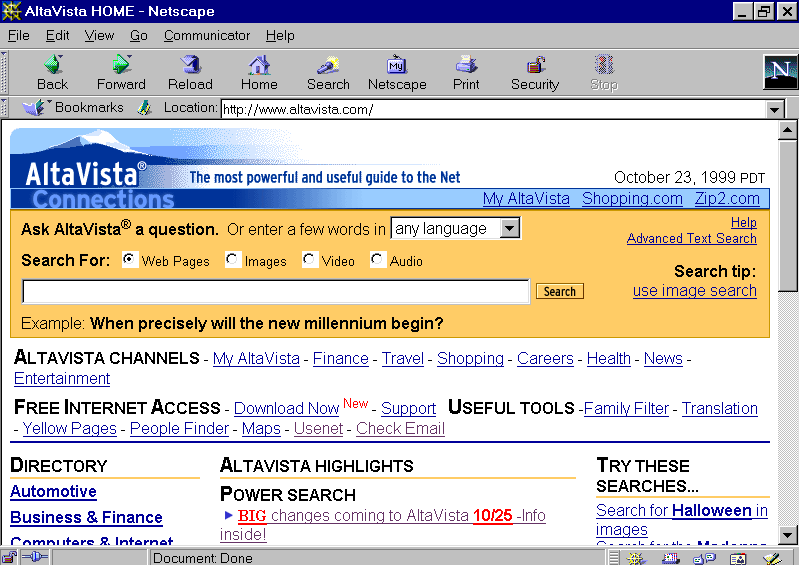 AltaVista HOME - Netscape
File Edit View Go Communicator Help
Back Forward Reload Home Search Netscape Print Security Stop
My
N
Bookmarks Location: http://www.altavista.com/
AltaVista®
Connections
The most powerful and useful guide to the Net
October 23, 1999 PDT
My AltaVista Shopping.com Zip2.com
Ask AltaVista® a question. Or enter a few words in any language
Help
Advanced Text Search
Search For: Web Pages Images Video Audio
Search tip:
use image search
Search
Example: When precisely will the new millennium begin?
ALTAVISTA CHANNELS - My AltaVista - Finance - Travel - Shopping - Careers - Health - News -
Entertainment
FREE INTERNET ACCESS - Download Now New - Support USEFUL TOOLS -Family Filter - Translation
- Yellow Pages - People Finder - Maps - Usenet - Check Email
DIRECTORY
Automotive
Business & Finance
Computers & Internet
ALTAVISTA HIGHLIGHTS
POWER SEARCH
BIG changes coming to AltaVista 10/25 -Info
inside!
TRY THESE
SEARCHES...
Search for Halloween in
images
Search for the Madonna
Document: Done